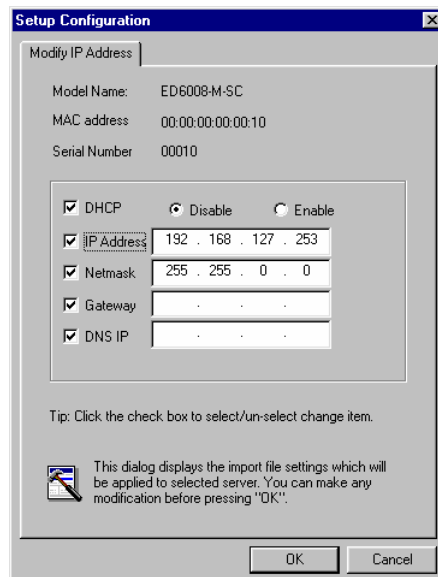 Setup Configuration
Modify IP Address
Model Name: ED6008-M-SC
MAC address 00:00:00:00:00:10
Serial Number 00010
DHCP Disable Enable
IP Address 192 . 168 . 127 . 253
Netmask 255 . 255 . 0 . 0
Gateway . . .
DNS IP . . .
Tip: Click the check box to select/un-select change item.
This dialog displays the import file settings which will
be applied to selected server. You can make any
modification before pressing "OK".
OK Cancel